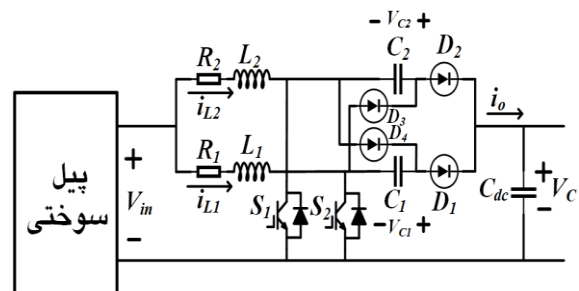 - V_C2 +
R_2 L_2 C_2 D_2
i_L2
D_3
i_o
D_4
R_1 L_1
پیل
سوختی
+
V_in
-
i_L1
S_1 S_2
C_1 D_1
- V_C1 +
C_dc
+
V_C
-